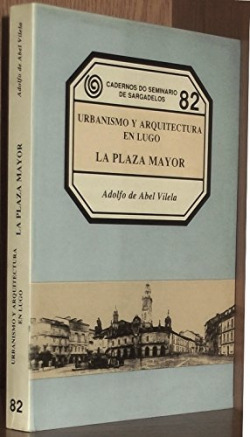 Adolfo de Abel Vilela
LA PLAZA MAYOR
URBANISMO Y ARQUITECTURA
EN LUGO
82
CADERNOS DO SEMINARIO
DE SARGADELOS
82
URBANISMO Y ARQUITECTURA
EN LUGO
LA PLAZA MAYOR
Adolfo de Abel Vilela